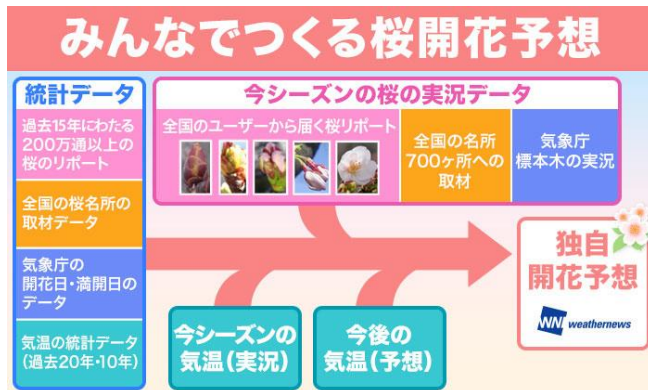 みんなでつくる桜開花予想
統計データ
過去15年にわたる
200万通以上の
桜のリポート
全国の桜名所の
取材データ
気象庁の
開花日・満開日の
データ
気温の統計データ
(過去20年・10年)
今シーズンの桜の実況データ
全国のユーザーから届く桜リポート
全国の名所
700ヶ所への
取材
気象庁
標本木の実況
今シーズンの
気温(実況)
今後の
気温(予想)
独自
開花予想
WNI weathernews